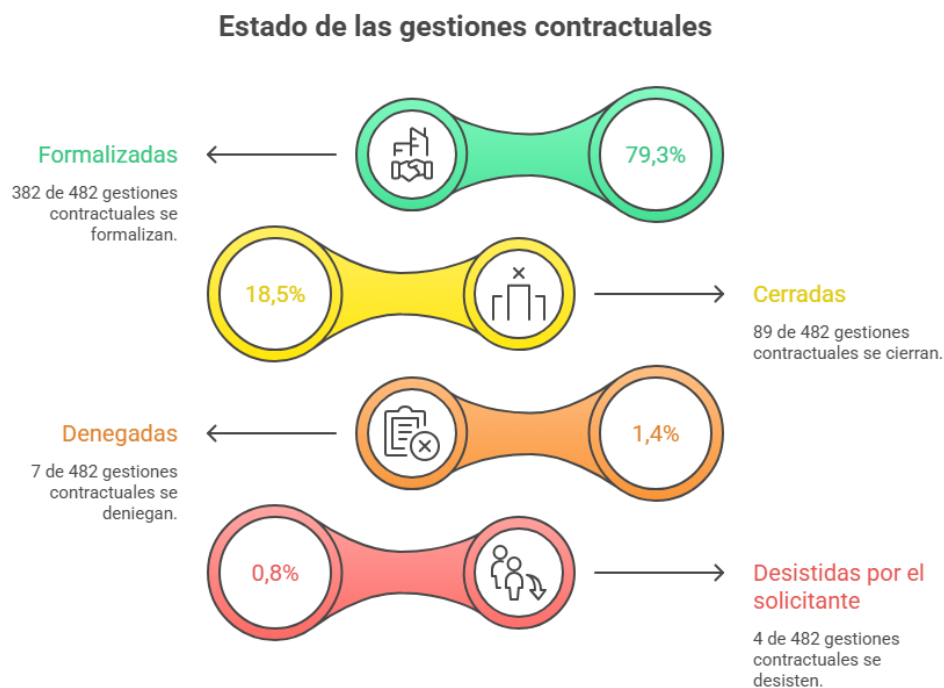 Estado de las gestiones contractuales
Formalizadas
382 de 482 gestiones
contractuales se
formalizan.
79,3%
18,5%
Cerradas
89 de 482 gestiones
contractuales se cierran.
Denegadas
7 de 482 gestiones
contractuales se
deniegan.
1,4%
0,8%
Desistidas por el
solicitante
4 de 482 gestiones
contractuales se
desisten.